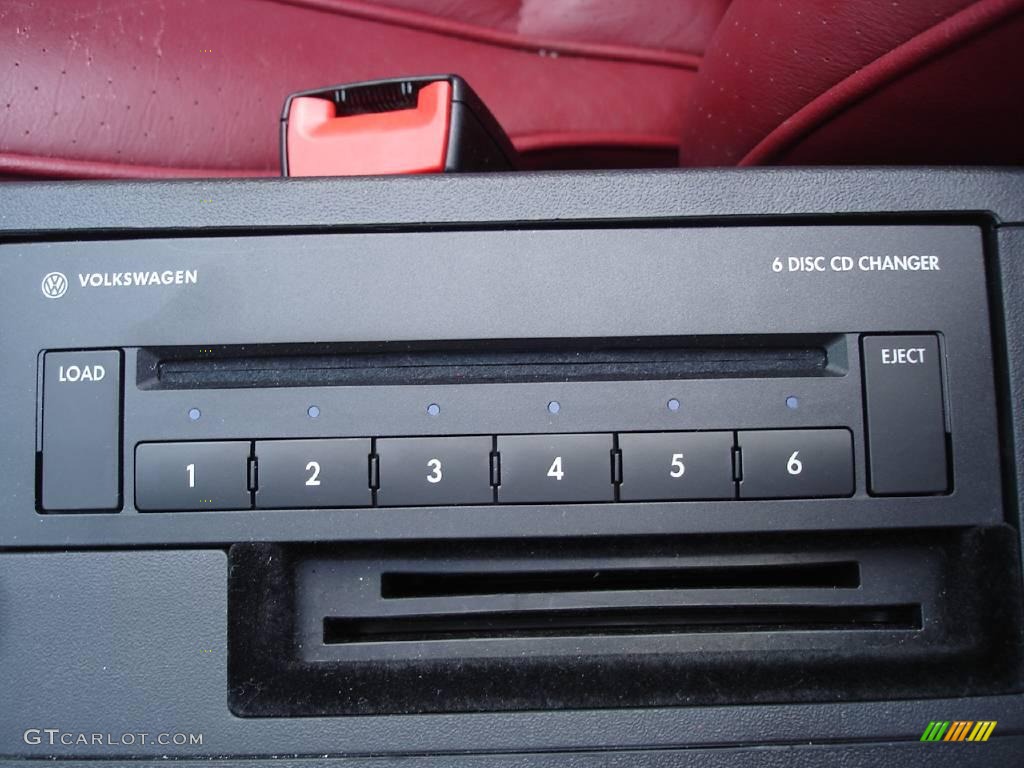 VOLKSWAGEN
6 DISC CD CHANGER
LOAD
EJECT
1 2 3 4 5 6
GTCARLOT.COM